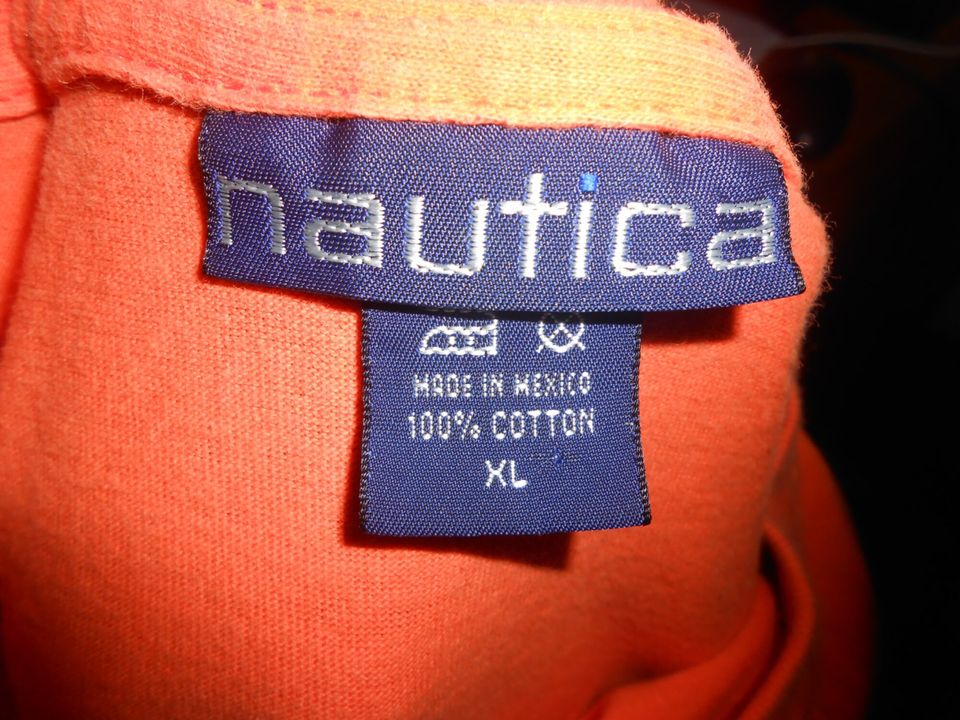 nautica
MADE IN MEXICO
100% COTTON
XL